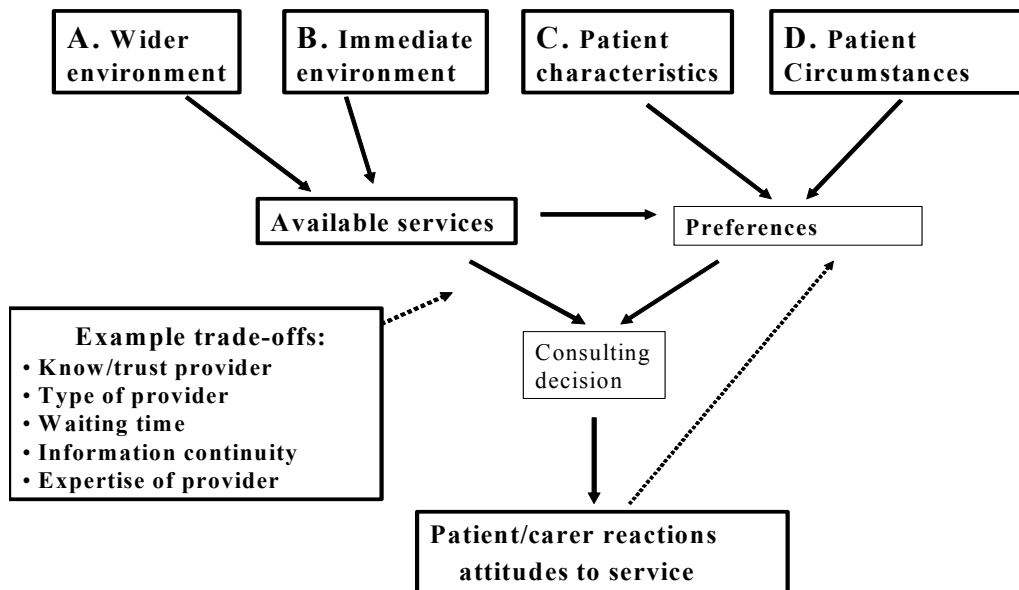 A. Wider
environment
B. Immediate
environment
C. Patient
characteristics
D. Patient
Circumstances
Available services
Preferences
Example trade-offs:
• Know/trust provider
• Type of provider
• Waiting time
• Information continuity
• Expertise of provider
Consulting
decision
Patient/carer reactions
attitudes to service